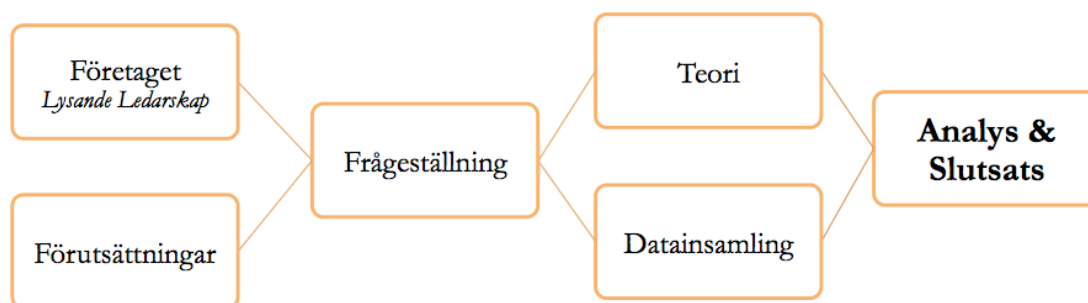 Företaget
Lysande Ledarskap
Förutsättningar
Frågeställning
Teori
Datainsamling
Analys &
Slutsats